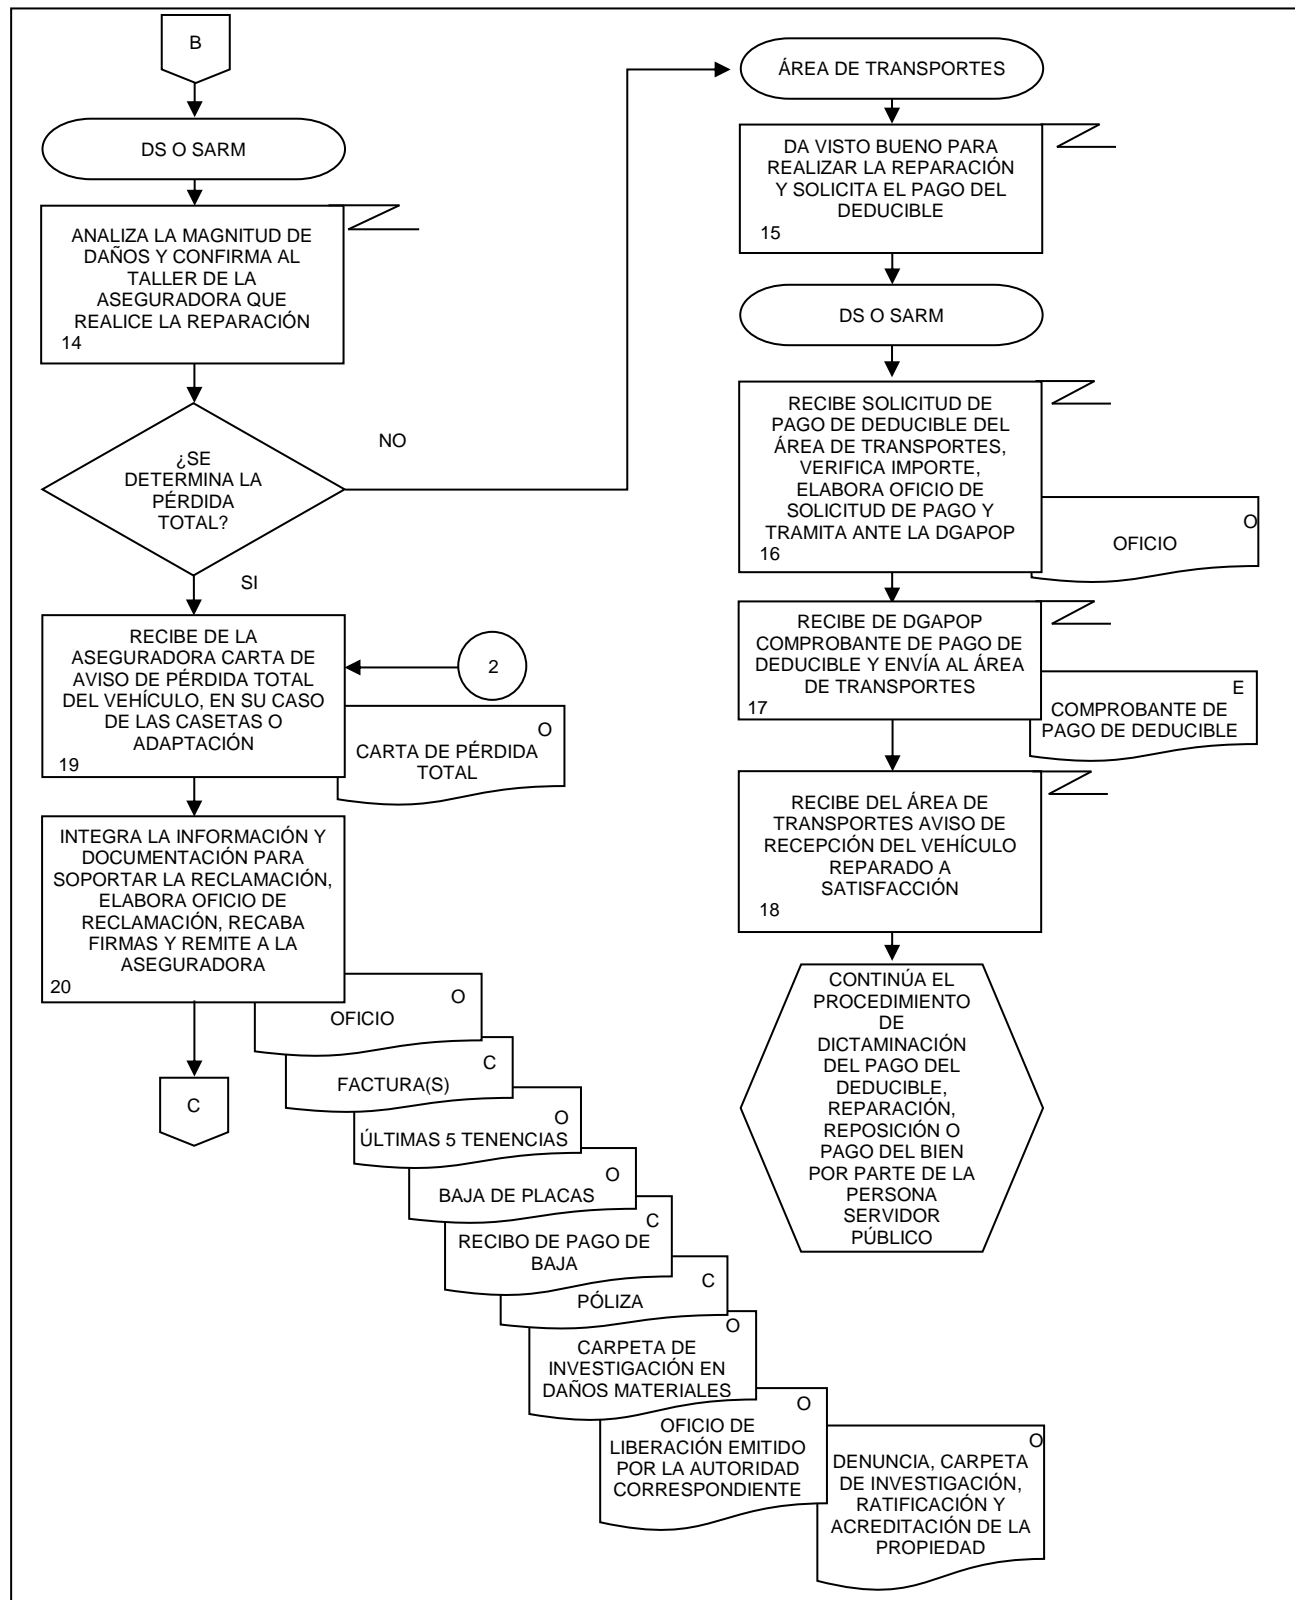 B
DS O SARM
ANALIZA LA MAGNITUD DE
DAÑOS Y CONFIRMA AL
TALLER DE LA
ASEGURADORA QUE
REALICE LA REPARACIÓN
14
¿SE
DETERMINA LA
PÉRDIDA
TOTAL?
NO
SI
RECIBE DE LA
ASEGURADORA CARTA DE
AVISO DE PÉRDIDA TOTAL
DEL VEHÍCULO, EN SU CASO
DE LAS CASETAS O
ADAPTACIÓN
19
2
O
CARTA DE PÉRDIDA
TOTAL
INTEGRA LA INFORMACIÓN Y
DOCUMENTACIÓN PARA
SOPORTAR LA RECLAMACIÓN,
ELABORA OFICIO DE
RECLAMACIÓN, RECABA
FIRMAS Y REMITE A LA
ASEGURADORA
20
O
OFICIO
C
FACTURA(S)
O
ÚLTIMAS 5 TENENCIAS
O
BAJA DE PLACAS
C
RECIBO DE PAGO DE
BAJA
C
PÓLIZA
O
CARPETA DE
INVESTIGACIÓN EN
DAÑOS MATERIALES
O
OFICIO DE
LIBERACIÓN EMITIDO
POR LA AUTORIDAD
CORRESPONDIENTE
O
DENUNCIA, CARPETA
DE INVESTIGACIÓN,
RATIFICACIÓN Y
ACREDITACIÓN DE LA
PROPIEDAD
C
ÁREA DE TRANSPORTES
DA VISTO BUENO PARA
REALIZAR LA REPARACIÓN
Y SOLICITA EL PAGO DEL
DEDUCIBLE
15
DS O SARM
RECIBE SOLICITUD DE
PAGO DE DEDUCIBLE DEL
ÁREA DE TRANSPORTES,
VERIFICA IMPORTE,
ELABORA OFICIO DE
SOLICITUD DE PAGO Y
TRAMITA ANTE LA DGAPOP
16
O
OFICIO
RECIBE DE DGAPOP
COMPROBANTE DE PAGO DE
DEDUCIBLE Y ENVÍA AL ÁREA
DE TRANSPORTES
17
E
COMPROBANTE DE
PAGO DE DEDUCIBLE
RECIBE DEL ÁREA DE
TRANSPORTES AVISO DE
RECEPCIÓN DEL VEHÍCULO
REPARADO A
SATISFACCIÓN
18
CONTINÚA EL
PROCEDIMIENTO
DE
DICTAMINACIÓN
DEL PAGO DEL
DEDUCIBLE,
REPARACIÓN,
REPOSICIÓN O
PAGO DEL BIEN
POR PARTE DE LA
PERSONA
SERVIDOR
PÚBLICO